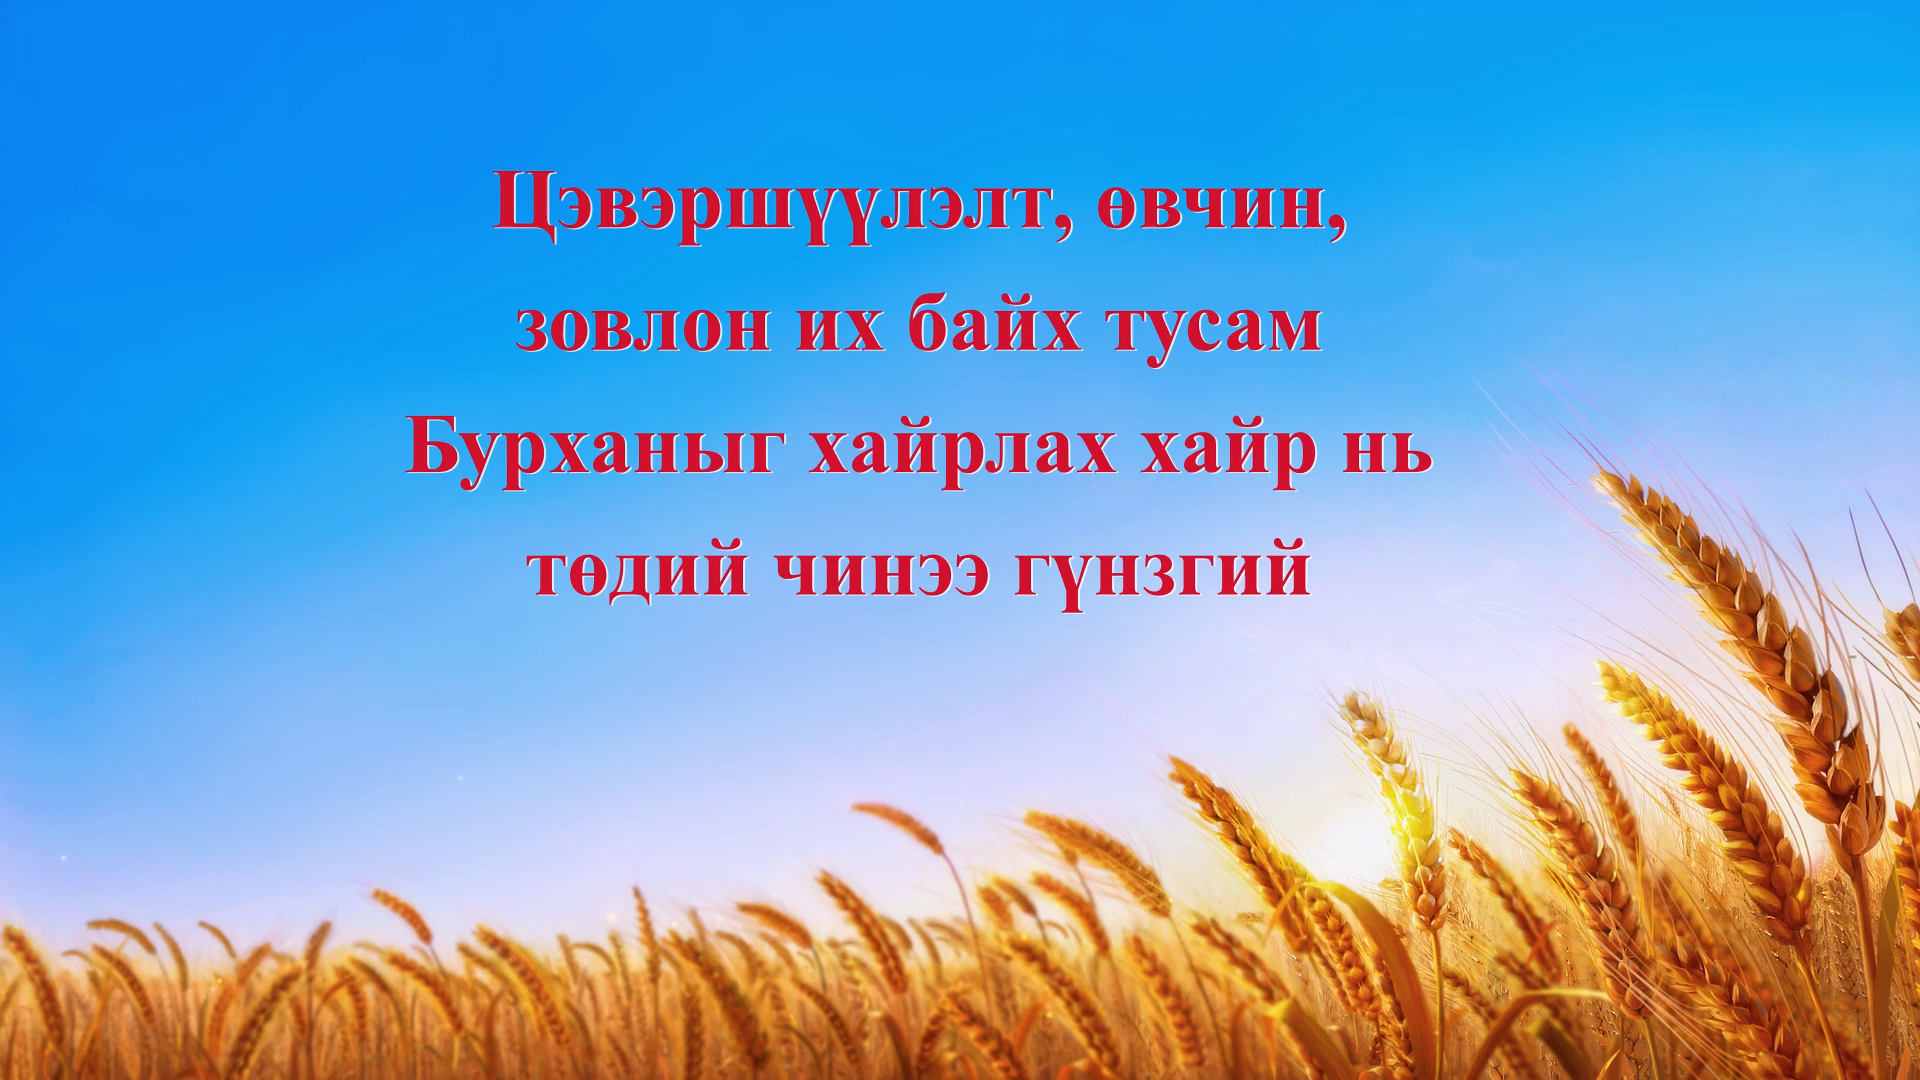 Цэвэршүүлэлт, өвчин,
зовлон их байх тусам
Бурханыг хайрлах хайр нь
төдий чинээ гүнзгий